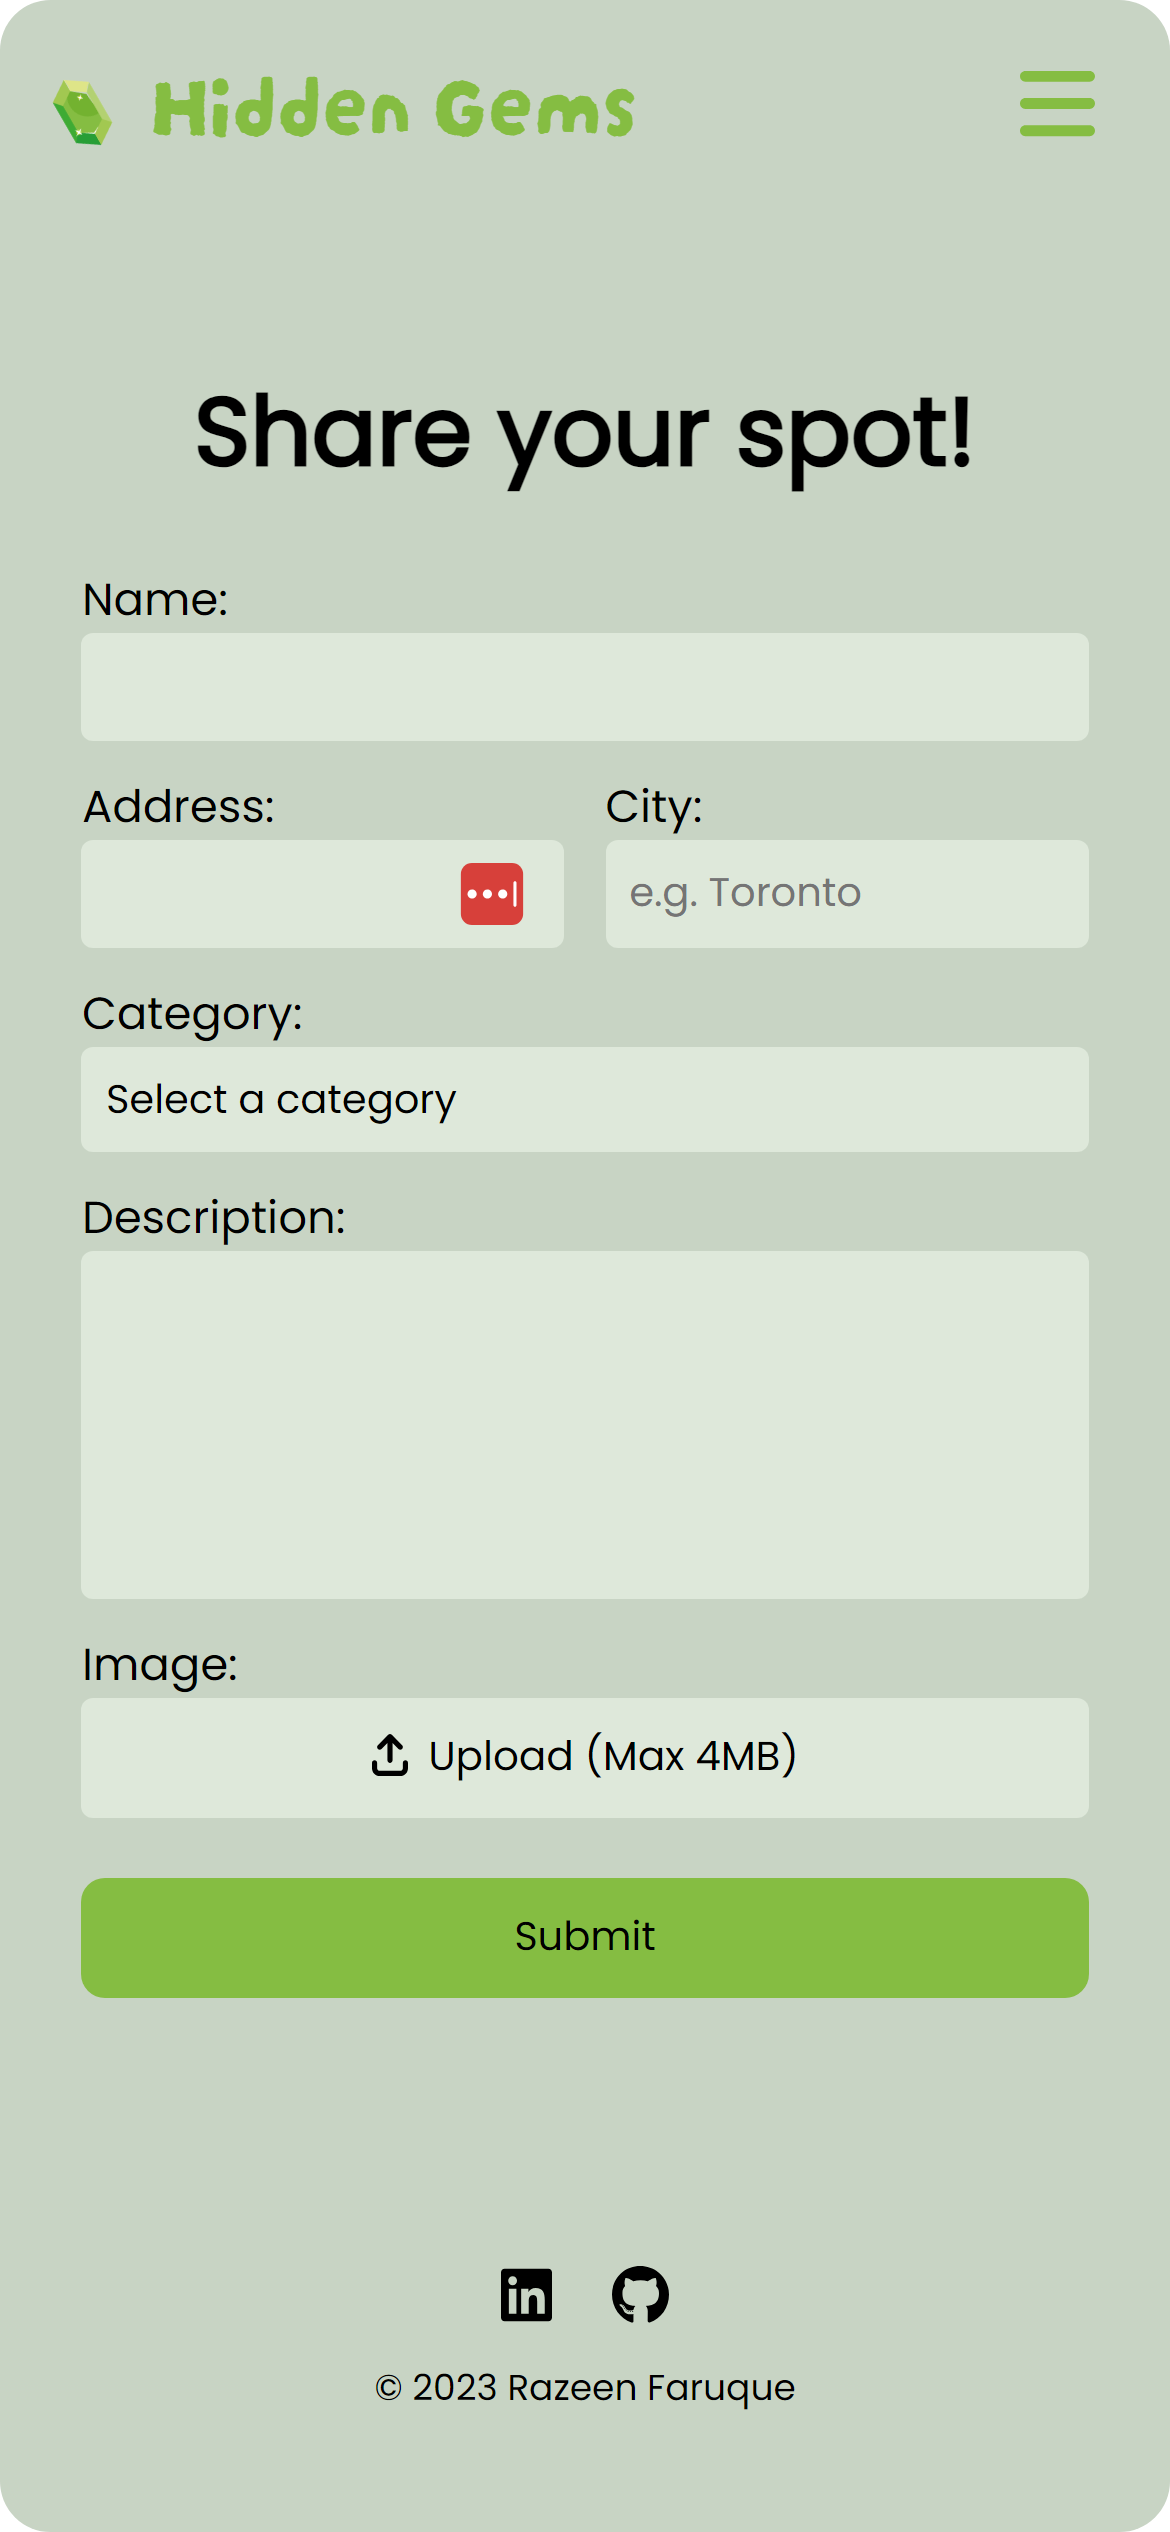 Hidden Gems
Share your spot!
Name:
Address:
City:
e.g. Toronto
Category:
Select a category
Description:
Image:
Upload (Max 4MB)
Submit
in
© 2023 Razeen Faruque